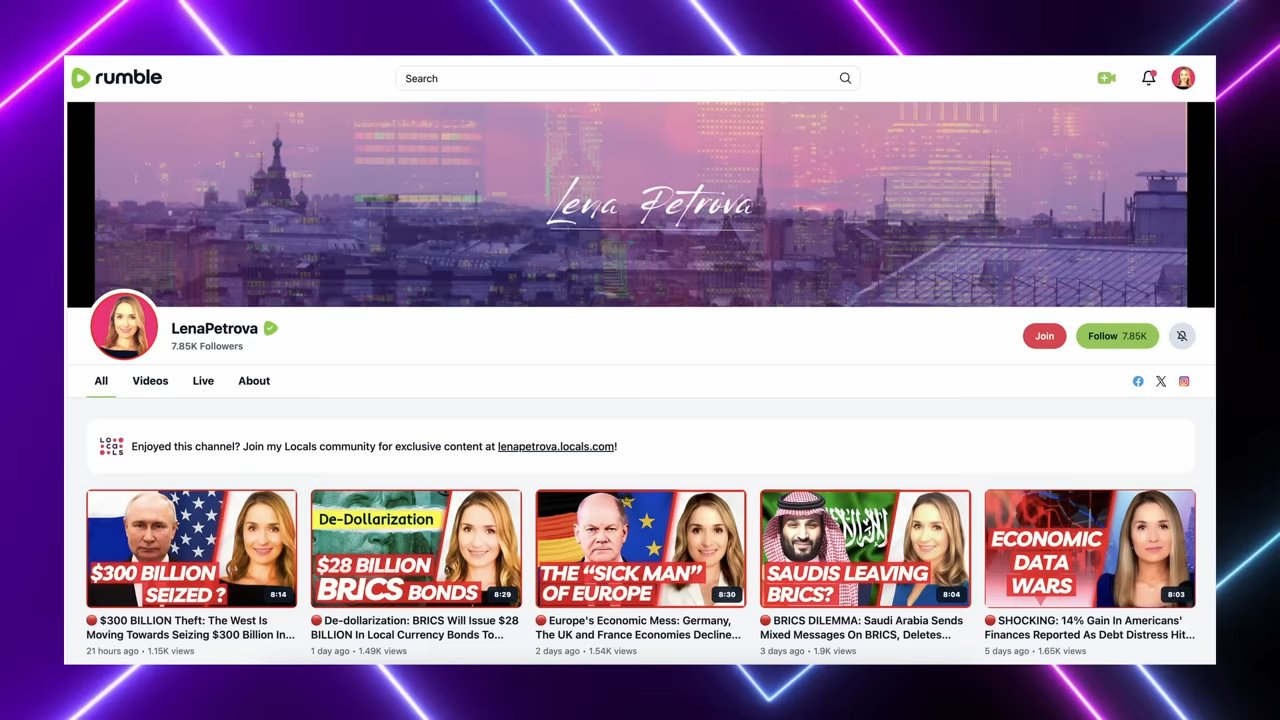 rumble
Search
Lena Petrova
LenaPetrova
7.85K Followers
Join
Follow 7.85K
All Videos Live About
LOCALS
Enjoyed this channel? Join my Locals community for exclusive content at lenapetrova.locals.com!
$300 BILLION
SEIZED ?
8:14
De-Dollarization
$28 BILLION
BRICS BONDS
8:29
THE “SICK MAN”
OF EUROPE
8:30
SAUDIS LEAVING
BRICS?
8:04
ECONOMIC
DATA
WARS
8:03
$300 BILLION Theft: The West Is
Moving Towards Seizing $300 Billion In...
21 hours ago • 1.15K views
De-dollarization: BRICS Will Issue $28
BILLION In Local Currency Bonds To...
1 day ago • 1.49K views
Europe's Economic Mess: Germany,
The UK and France Economies Decline...
2 days ago • 1.54K views
BRICS DILEMMA: Saudi Arabia Sends
Mixed Messages On BRICS, Deletes...
3 days ago • 1.9K views
SHOCKING: 14% Gain In Americans'
Finances Reported As Debt Distress Hit...
5 days ago • 1.65K views